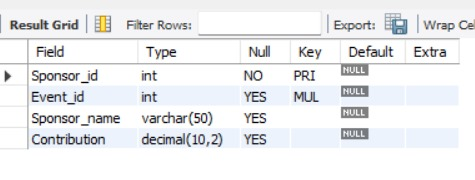 Result Grid Filter Rows: Export: Wrap Cel
Field Type Null Key Default Extra
Sponsor_id int NO PRI NULL
Event_id int YES MUL NULL
Sponsor_name varchar(50) YES NULL
Contribution decimal(10,2) YES NULL